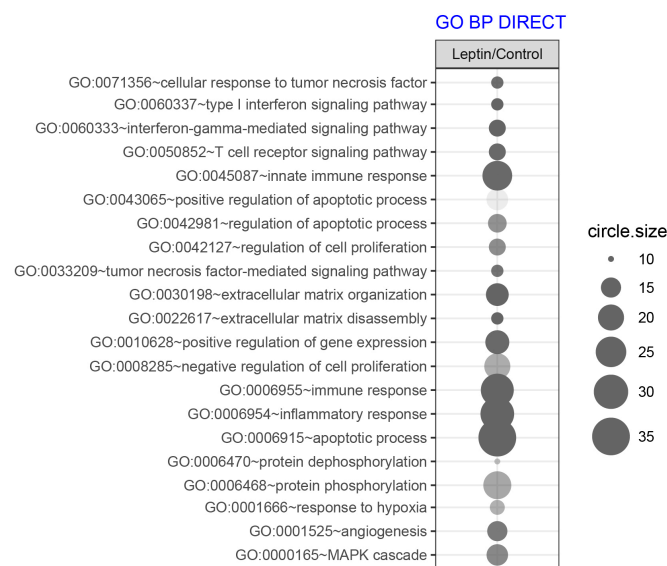 GO BP DIRECT
Leptin/Control
GO:0071356~cellular response to tumor necrosis factor
GO:0060337~type I interferon signaling pathway
GO:0060333~interferon-gamma-mediated signaling pathway
GO:0050852~T cell receptor signaling pathway
GO:0045087~innate immune response
GO:0043065~positive regulation of apoptotic process
GO:0042981~regulation of apoptotic process
GO:0042127~regulation of cell proliferation
GO:0033209~tumor necrosis factor-mediated signaling pathway
GO:0030198~extracellular matrix organization
GO:0022617~extracellular matrix disassembly
GO:0010628~positive regulation of gene expression
GO:0008285~negative regulation of cell proliferation
GO:0006955~immune response
GO:0006954~inflammatory response
GO:0006915~apoptotic process
GO:0006470~protein dephosphorylation
GO:0006468~protein phosphorylation
GO:0001666~response to hypoxia
GO:0001525~angiogenesis
GO:0000165~MAPK cascade
circle.size
10
15
20
25
30
35